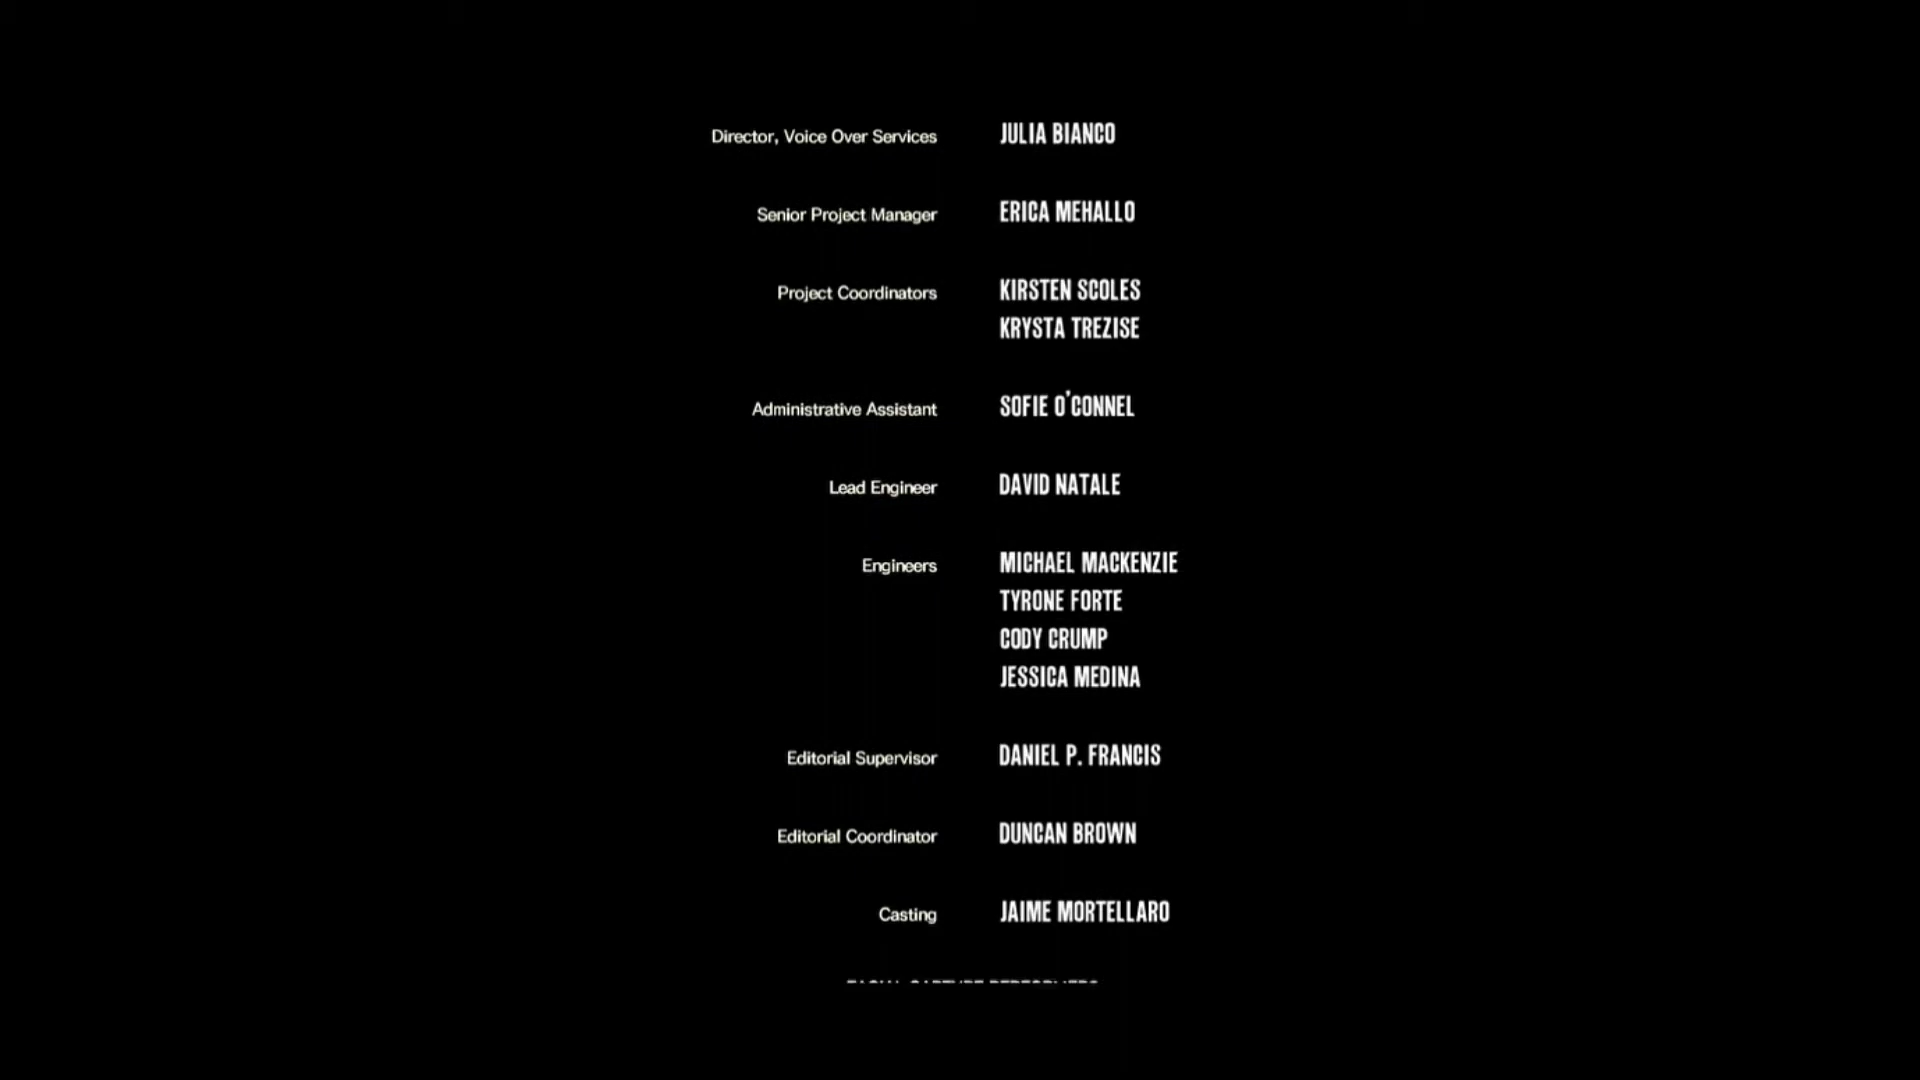 Director, Voice Over Services JULIA BIANCO
Senior Project Manager ERICA MEHALLO
Project Coordinators KIRSTEN SCOLES
KRYSTA TREZISE
Administrative Assistant SOFIE O'CONNEL
Lead Engineer DAVID NATALE
Engineers MICHAEL MACKENZIE
TYRONE FORTE
CODY CRUMP
JESSICA MEDINA
Editorial Supervisor DANIEL P. FRANCIS
Editorial Coordinator DUNCAN BROWN
Casting JAIME MORTELLARO